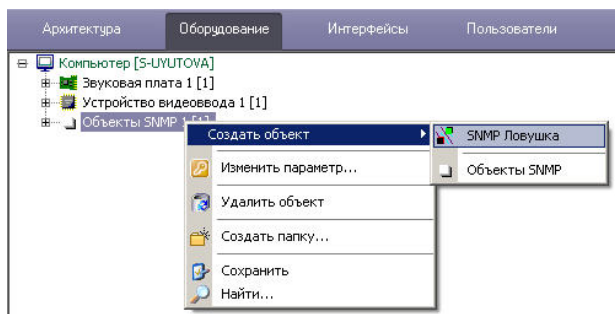 Архитектура Оборудование Интерфейсы Пользователи
Компьютер [S-UYUTOVA]
Звуковая плата 1 [1]
Устройство видеоввода 1 [1]
Объекты SNMP 1 [1]
Создать объект
SNMP Ловушка
Изменить параметр...
Объекты SNMP
Удалить объект
Создать папку...
Сохранить
Найти...